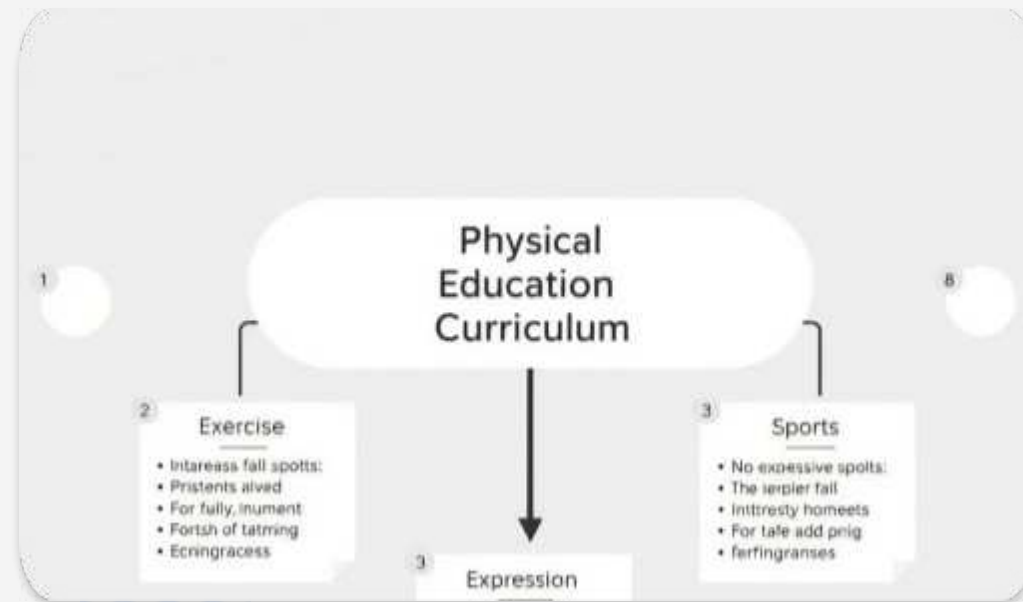 Physical
Education
Curriculum
1
8
2
Exercise
• Intareass fall spotts:
• Pristents alved
• For fully, inument
• Fortsh of tatming
• Ecringracess
3
Sports
• No expessive spolts:
• The
fall
• Inttresty homeets
• For tafe add pnig
• ferfingranses
3
Expression